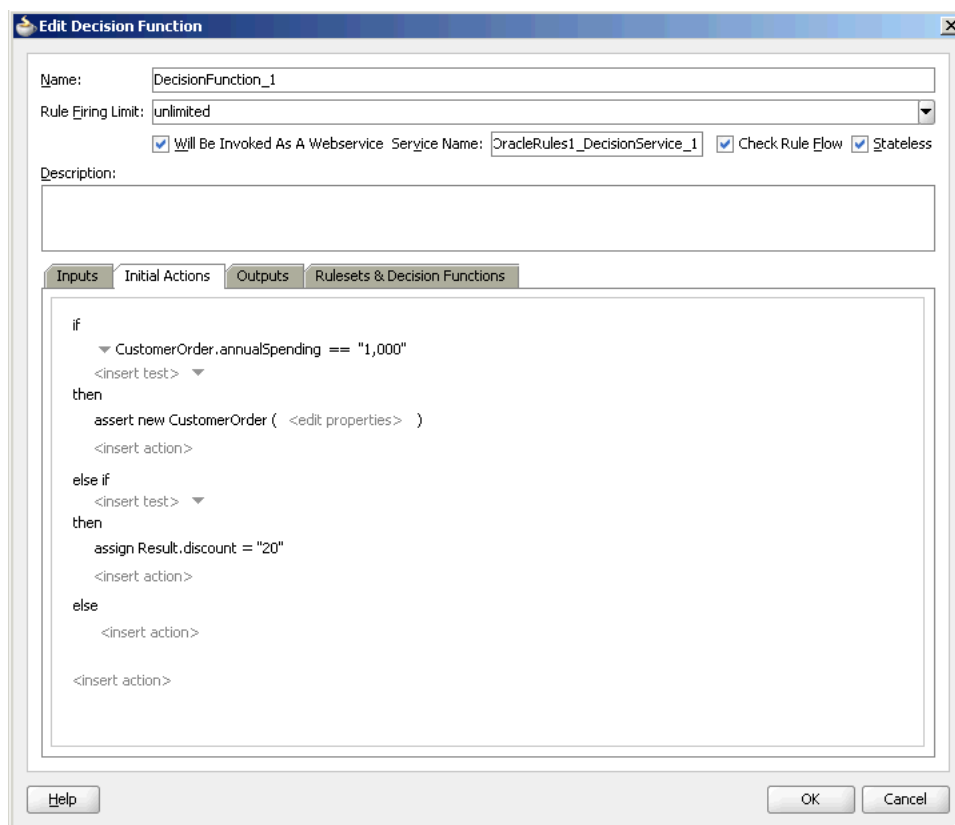 Edit Decision Function
Name: DecisionFunction_1
Rule Firing Limit: unlimited
Will Be Invoked As A Webservice Service Name: OracleRules1_DecisionService_1 Check Rule Flow Stateless
Description:
Inputs Initial Actions Outputs Rulesets & Decision Functions
if
CustomerOrder.annualSpending == "1,000"
<insert test>
then
assert new CustomerOrder ( <edit properties> )
<insert action>
else if
<insert test>
then
assign Result.discount = "20"
<insert action>
else
<insert action>
<insert action>
Help OK Cancel